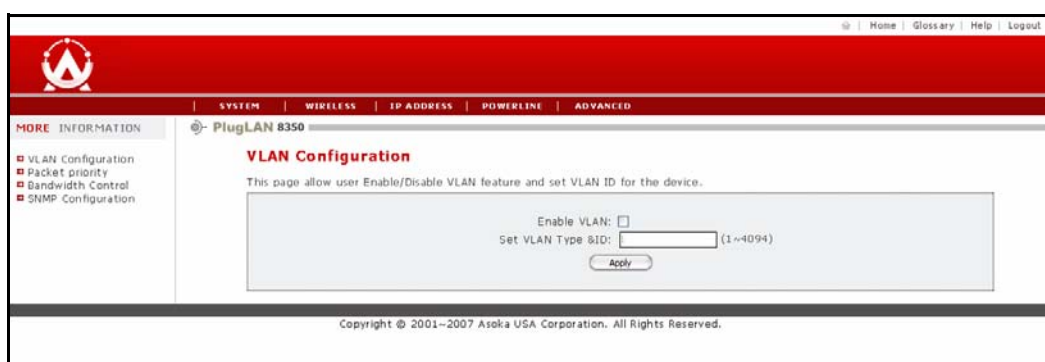 | Home | Glossary | Help | Logout
| SYSTEM | WIRELESS | IP ADDRESS | POWERLINE | ADVANCED
MORE INFORMATION
VLAN Configuration
Packet priority
Bandwidth Control
SNMP Configuration
PlugLAN 8350
VLAN Configuration
This page allow user Enable/Disable VLAN feature and set VLAN ID for the device.
Enable VLAN:
Set VLAN Type &ID: (1~4094)
Apply
Copyright © 2001~2007 Asoka USA Corporation. All Rights Reserved.